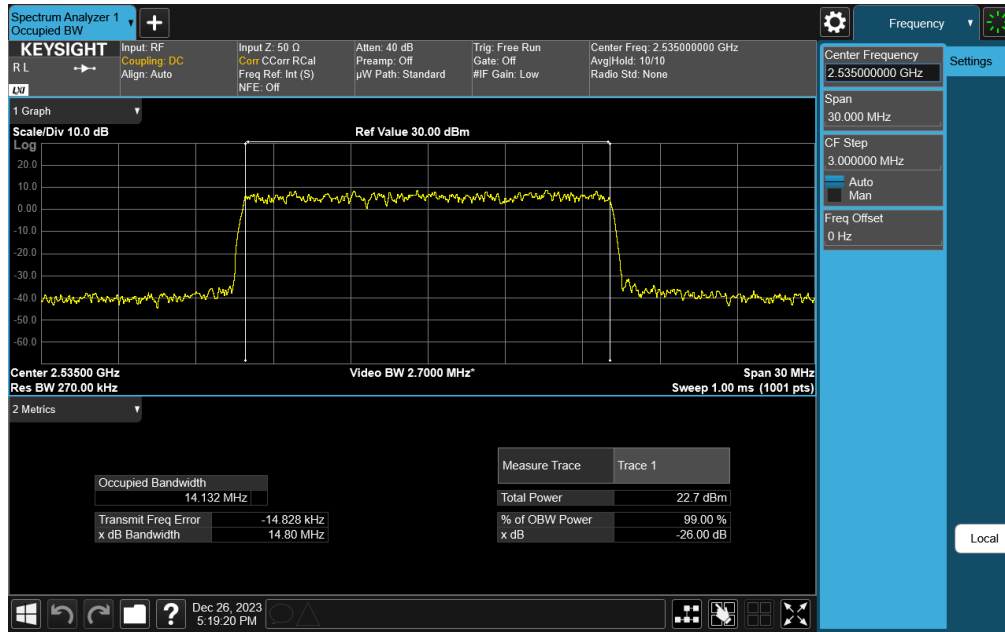 Spectrum Analyzer 1
Occupied BW
Frequency
KEYSIGHT
R L
LXI
Input: RF
Coupling: DC
Align: Auto
Input Z: 50 Ω
Corr CCorr RCal
Freq Ref: Int (S)
NFE: Off
Atten: 40 dB
Preamp: Off
µW Path: Standard
Trig: Free Run
Gate: Off
#IF Gain: Low
Center Freq: 2.535000000 GHz
Avg|Hold: 10/10
Radio Std: None
Center Frequency
2.535000000 GHz
Settings
Span
30.000 MHz
CF Step
3.000000 MHz
Auto
Man
Freq Offset
0 Hz
Local
1 Graph
Scale/Div 10.0 dB
Ref Value 30.00 dBm
Log
20.0
10.0
0.00
-10.0
-20.0
-30.0
-40.0
-50.0
-60.0
Center 2.53500 GHz
Video BW 2.7000 MHz*
Span 30 MHz
Res BW 270.00 kHz
Sweep 1.00 ms (1001 pts)
2 Metrics
Occupied Bandwidth
14.132 MHz
Transmit Freq Error -14.828 kHz
x dB Bandwidth 14.80 MHz
Measure Trace Trace 1
Total Power 22.7 dBm
% of OBW Power 99.00 %
x dB -26.00 dB
Dec 26, 2023
5:19:20 PM